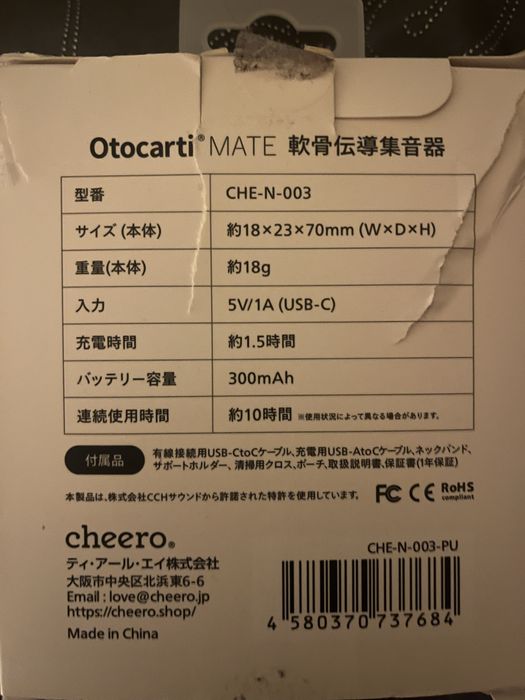 Otocarti® MATE 軟骨伝導集音器
型番 CHE-N-003
サイズ (本体) 約18×23×70mm (W×D×H)
重量(本体) 約18g
入力 5V/1A (USB-C)
充電時間 約1.5時間
バッテリー容量 300mAh
連続使用時間 約10時間 ※使用状況によって異なる場合があります。
付属品 有線接続用USB-CtoCケーブル、充電用USB-AtoCケーブル、ネックバンド、
サポートホルダー、清掃用クロス、ポーチ、取扱説明書、保証書(1年保証)
本製品は、株式会社CCHサウンドから許諾された特許を使用しています。 FC CE RoHS
compliant
cheero®
CHE-N-003-PU
ティ・アール・エイ株式会社
大阪市中央区北浜東6-6
Email : love@cheero.jp
https://cheero.shop/
Made in China
4 580370 737684